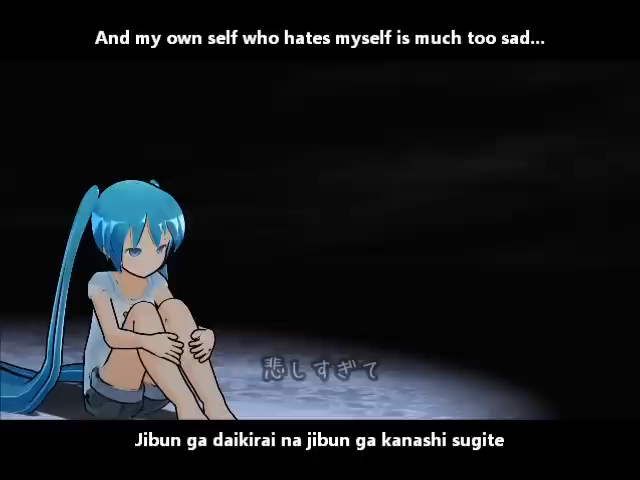 And my own self who hates myself is much too sad...
悲しすぎて
Jibun ga daikirai na jibun ga kanashi sugite